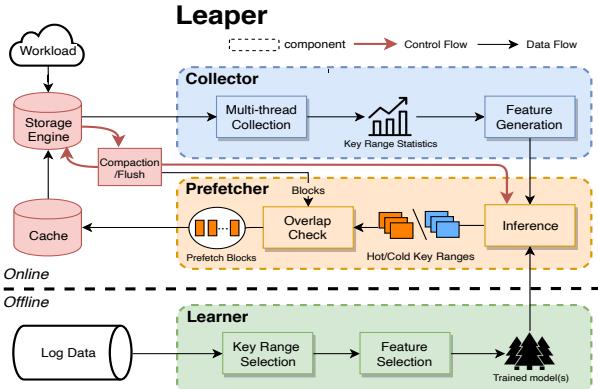 Leaper
component
Control Flow
Data Flow
Workload
Collector
Storage
Engine
Multi-thread
Collection
Key Range Statistics
Feature
Generation
Compaction
/Flush
Prefetcher
Blocks
Cache
Prefetch Blocks
Overlap
Check
Hot/Cold Key Ranges
Inference
Online
Offline
Learner
Log Data
Key Range
Selection
Feature
Selection
Trained model(s)